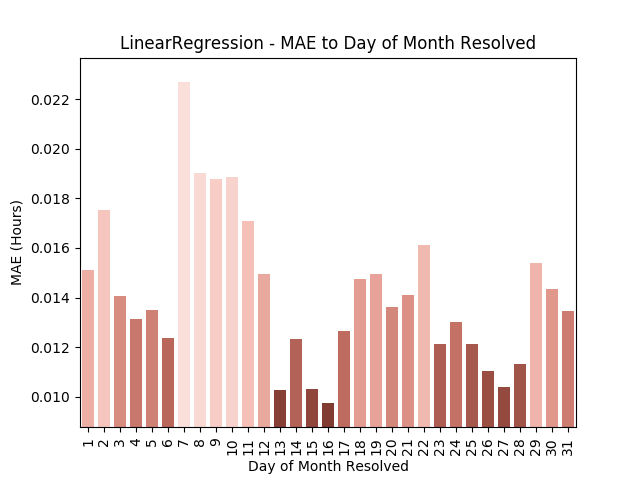 LinearRegression - MAE to Day of Month Resolved
MAE (Hours)
0.022
0.020
0.018
0.016
0.014
0.012
0.010
1 2 3 4 5 6 7 8 9 10 11 12 13 14 15 16 17 18 19 20 21 22 23 24 25 26 27 28 29 30 31
Day of Month Resolved